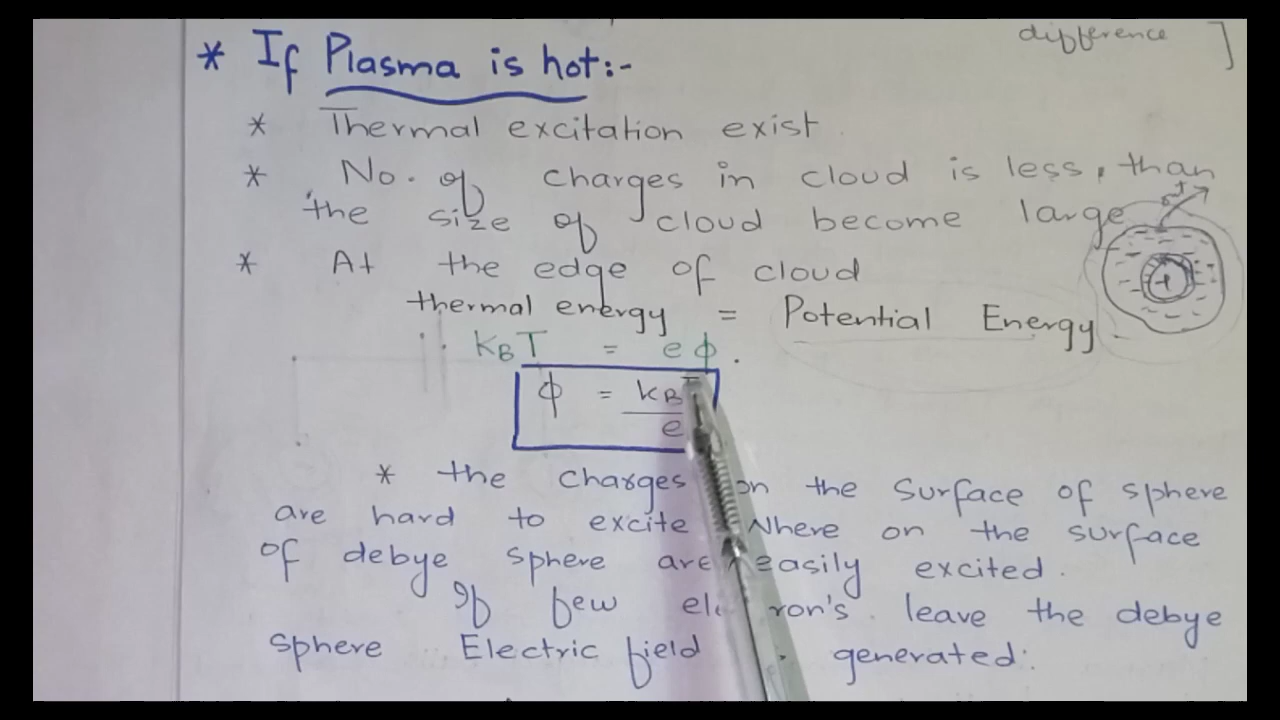 difference ]
* If Plasma is hot:-
* Thermal excitation exist
* No. of charges in cloud is less, than
the size of cloud become large
* At the edge of cloud
thermal energy = Potential Energy
KBT = eϕ.
ϕ = KBT
e
* the charges on the surface of sphere
are hard to excite Where on the surface
of debye sphere are easily excited.
If few leave the debye
sphere Electric field generated: